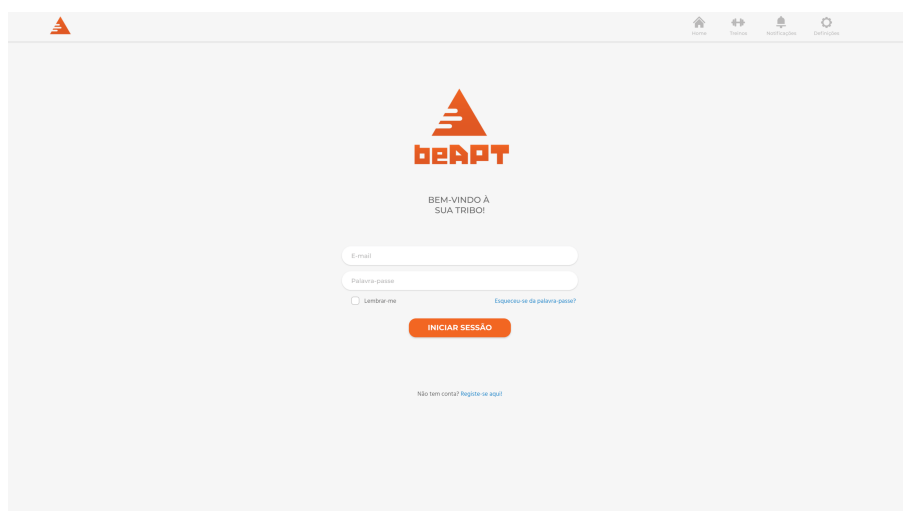 Home
Treinos
Notificações
Definições
beAPT
BEM-VINDO À
SUA TRIBO!
E-mail
Palavra-passe
Lembrar-me
Esqueceu-se da palavra-passe?
INICIAR SESSÃO
Não tem conta? Registe-se aqui!